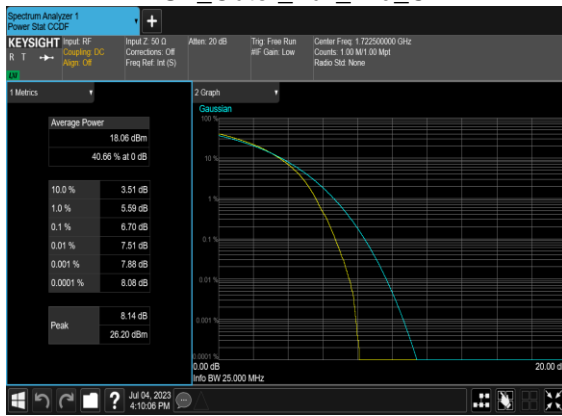 Spectrum Analyzer 1
Power Stat CCDF
+
KEYSIGHT
R T
LV
Input: RF
Coupling: DC
Align: Off
Input Z: 50 Ω
Corrections: Off
Freq Ref: Int (S)
Atten: 20 dB
Trig: Free Run
#IF Gain: Low
Center Freq: 1.722500000 GHz
Counts: 1.00 M/1.00 Mpt
Radio Std: None
1 Metrics
Average Power
18.06 dBm
40.66 % at 0 dB
10.0 % 3.51 dB
1.0 % 5.59 dB
0.1 % 6.70 dB
0.01 % 7.51 dB
0.001 % 7.88 dB
0.0001 % 8.08 dB
Peak
8.14 dB
26.20 dBm
2 Graph
Gaussian
100 %
10 %
1 %
0.1 %
0.01 %
0.001 %
0.0001 %
0.00 dB
20.00 d
Info BW 25.000 MHz
?
Jul 04, 2023
4:10:06 PM